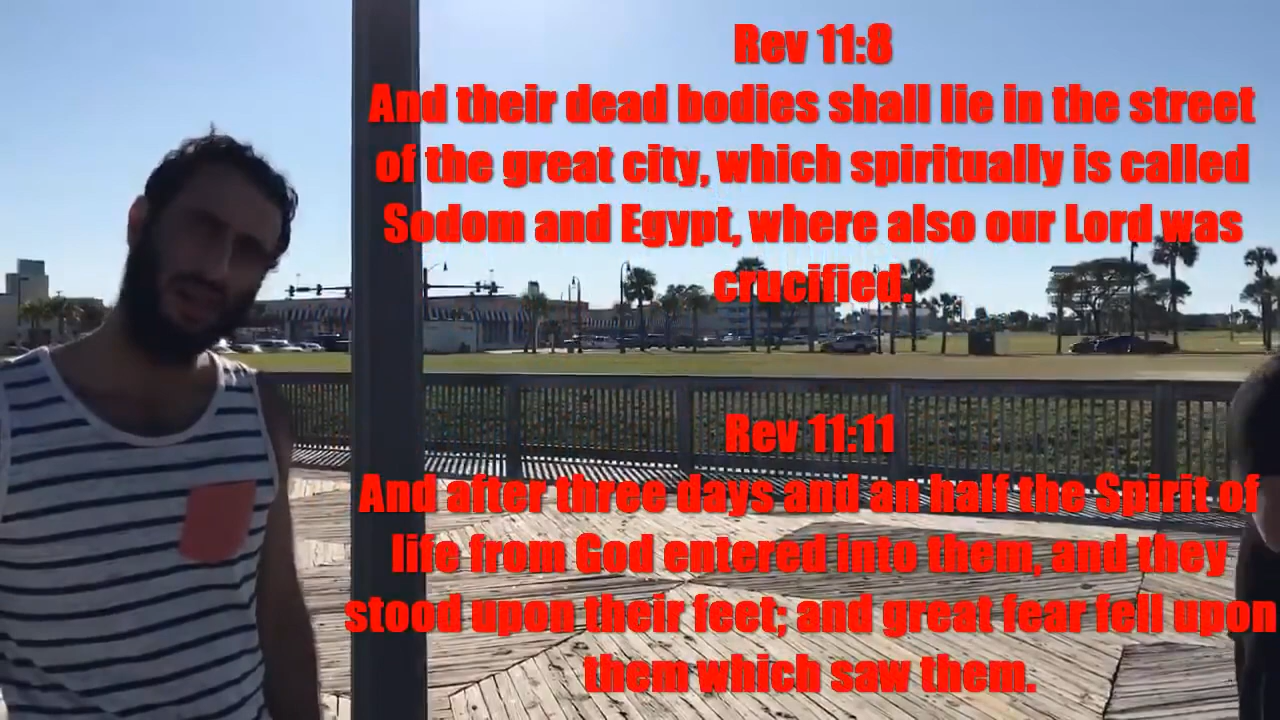 Rev 11:8
And their dead bodies shall lie in the street
of the great city, which spiritually is called
Sodom and Egypt, where also our Lord was
crucified.
Rev 11:11
And after three days and an half the Spirit of
life from God entered into them, and they
stood upon their feet; and great fear fell upon
them which saw them.